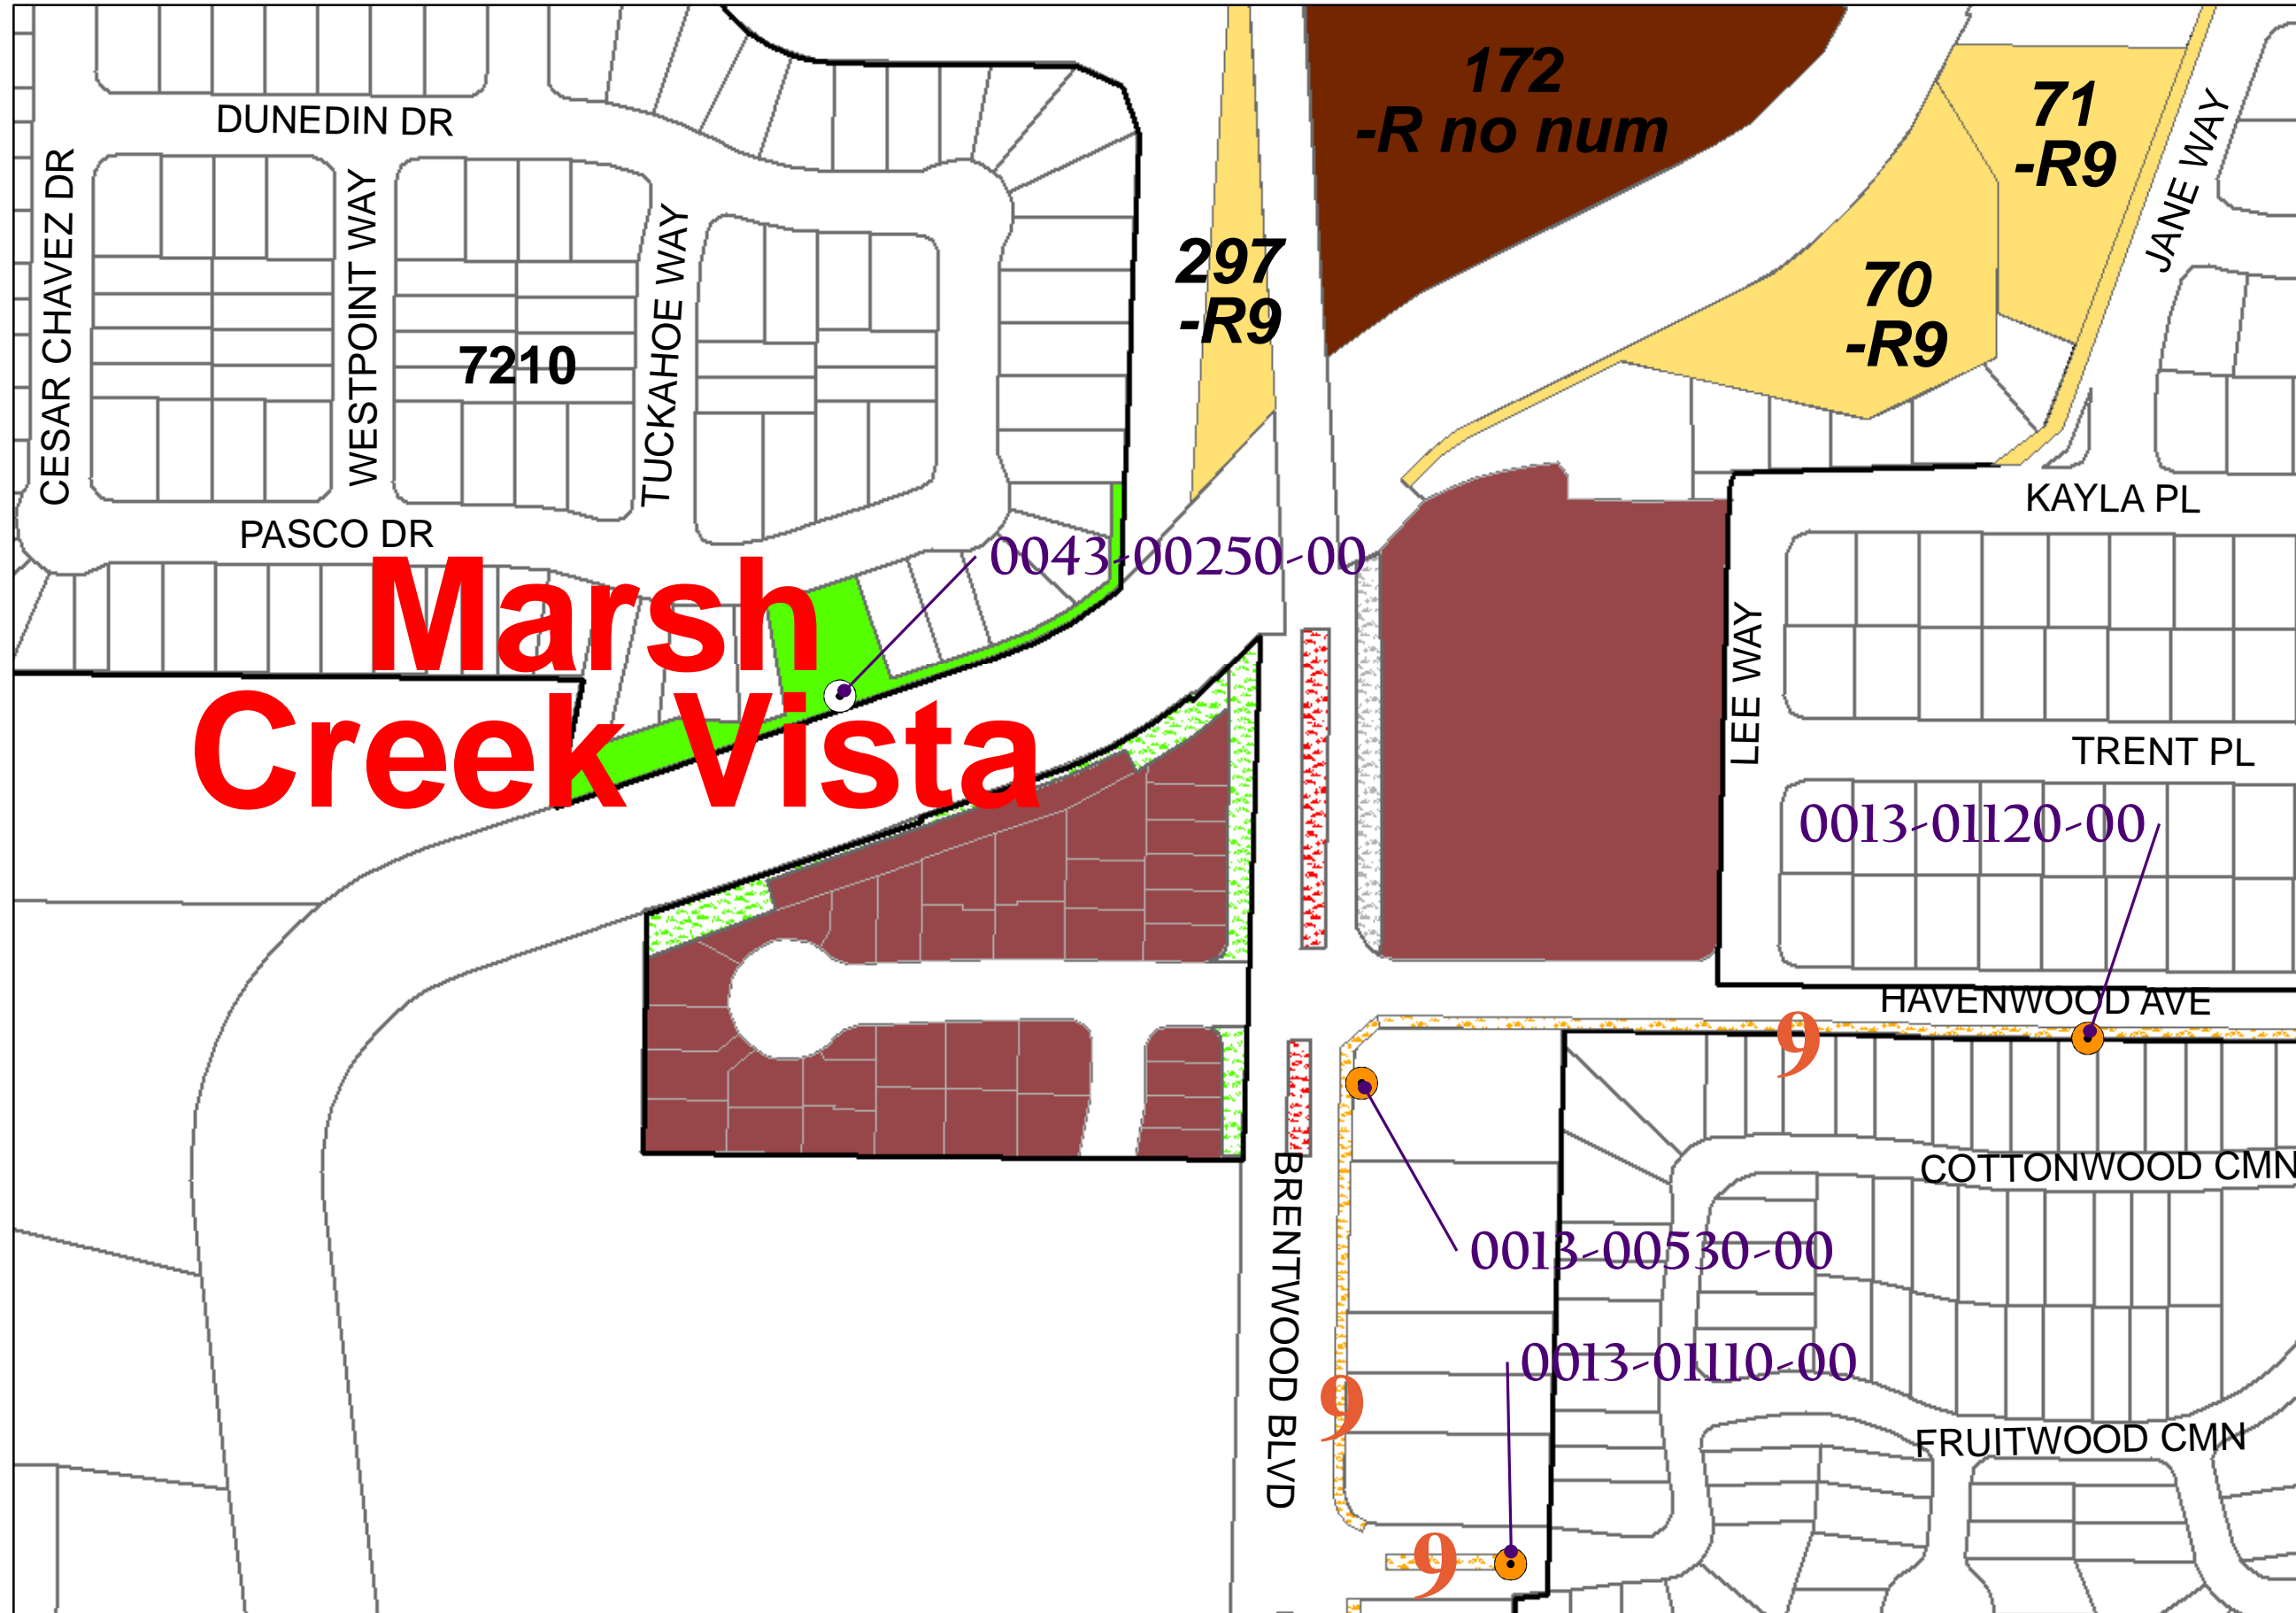 172
-R no num
71
-R9
DUNEDIN DR
JANE WAY
CESAR CHAVEZ DR
WESTPOINT WAY
TUCKAHOE WAY
297
-R9
70
-R9
7210
KAYLA PL
PASCO DR
0043-00250-00
Marsh
Creek Vista
LEE WAY
TRENT PL
0013-01120-00
HAVENWOOD AVE
9
COTTONWOOD CMN
BRENTWOOD BLVD
0013-00530-00
0013-01110-00
9
FRUITWOOD CMN
9